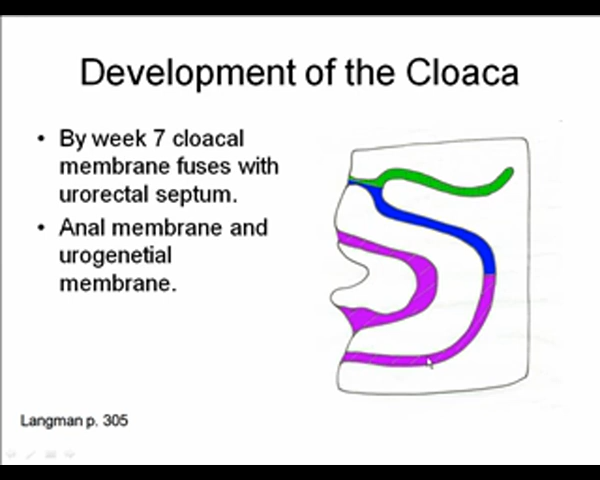 Development of the Cloaca
• By week 7 cloacal
membrane fuses with
urorectal septum.
• Anal membrane and
urogenetial
membrane.
Langman p. 305